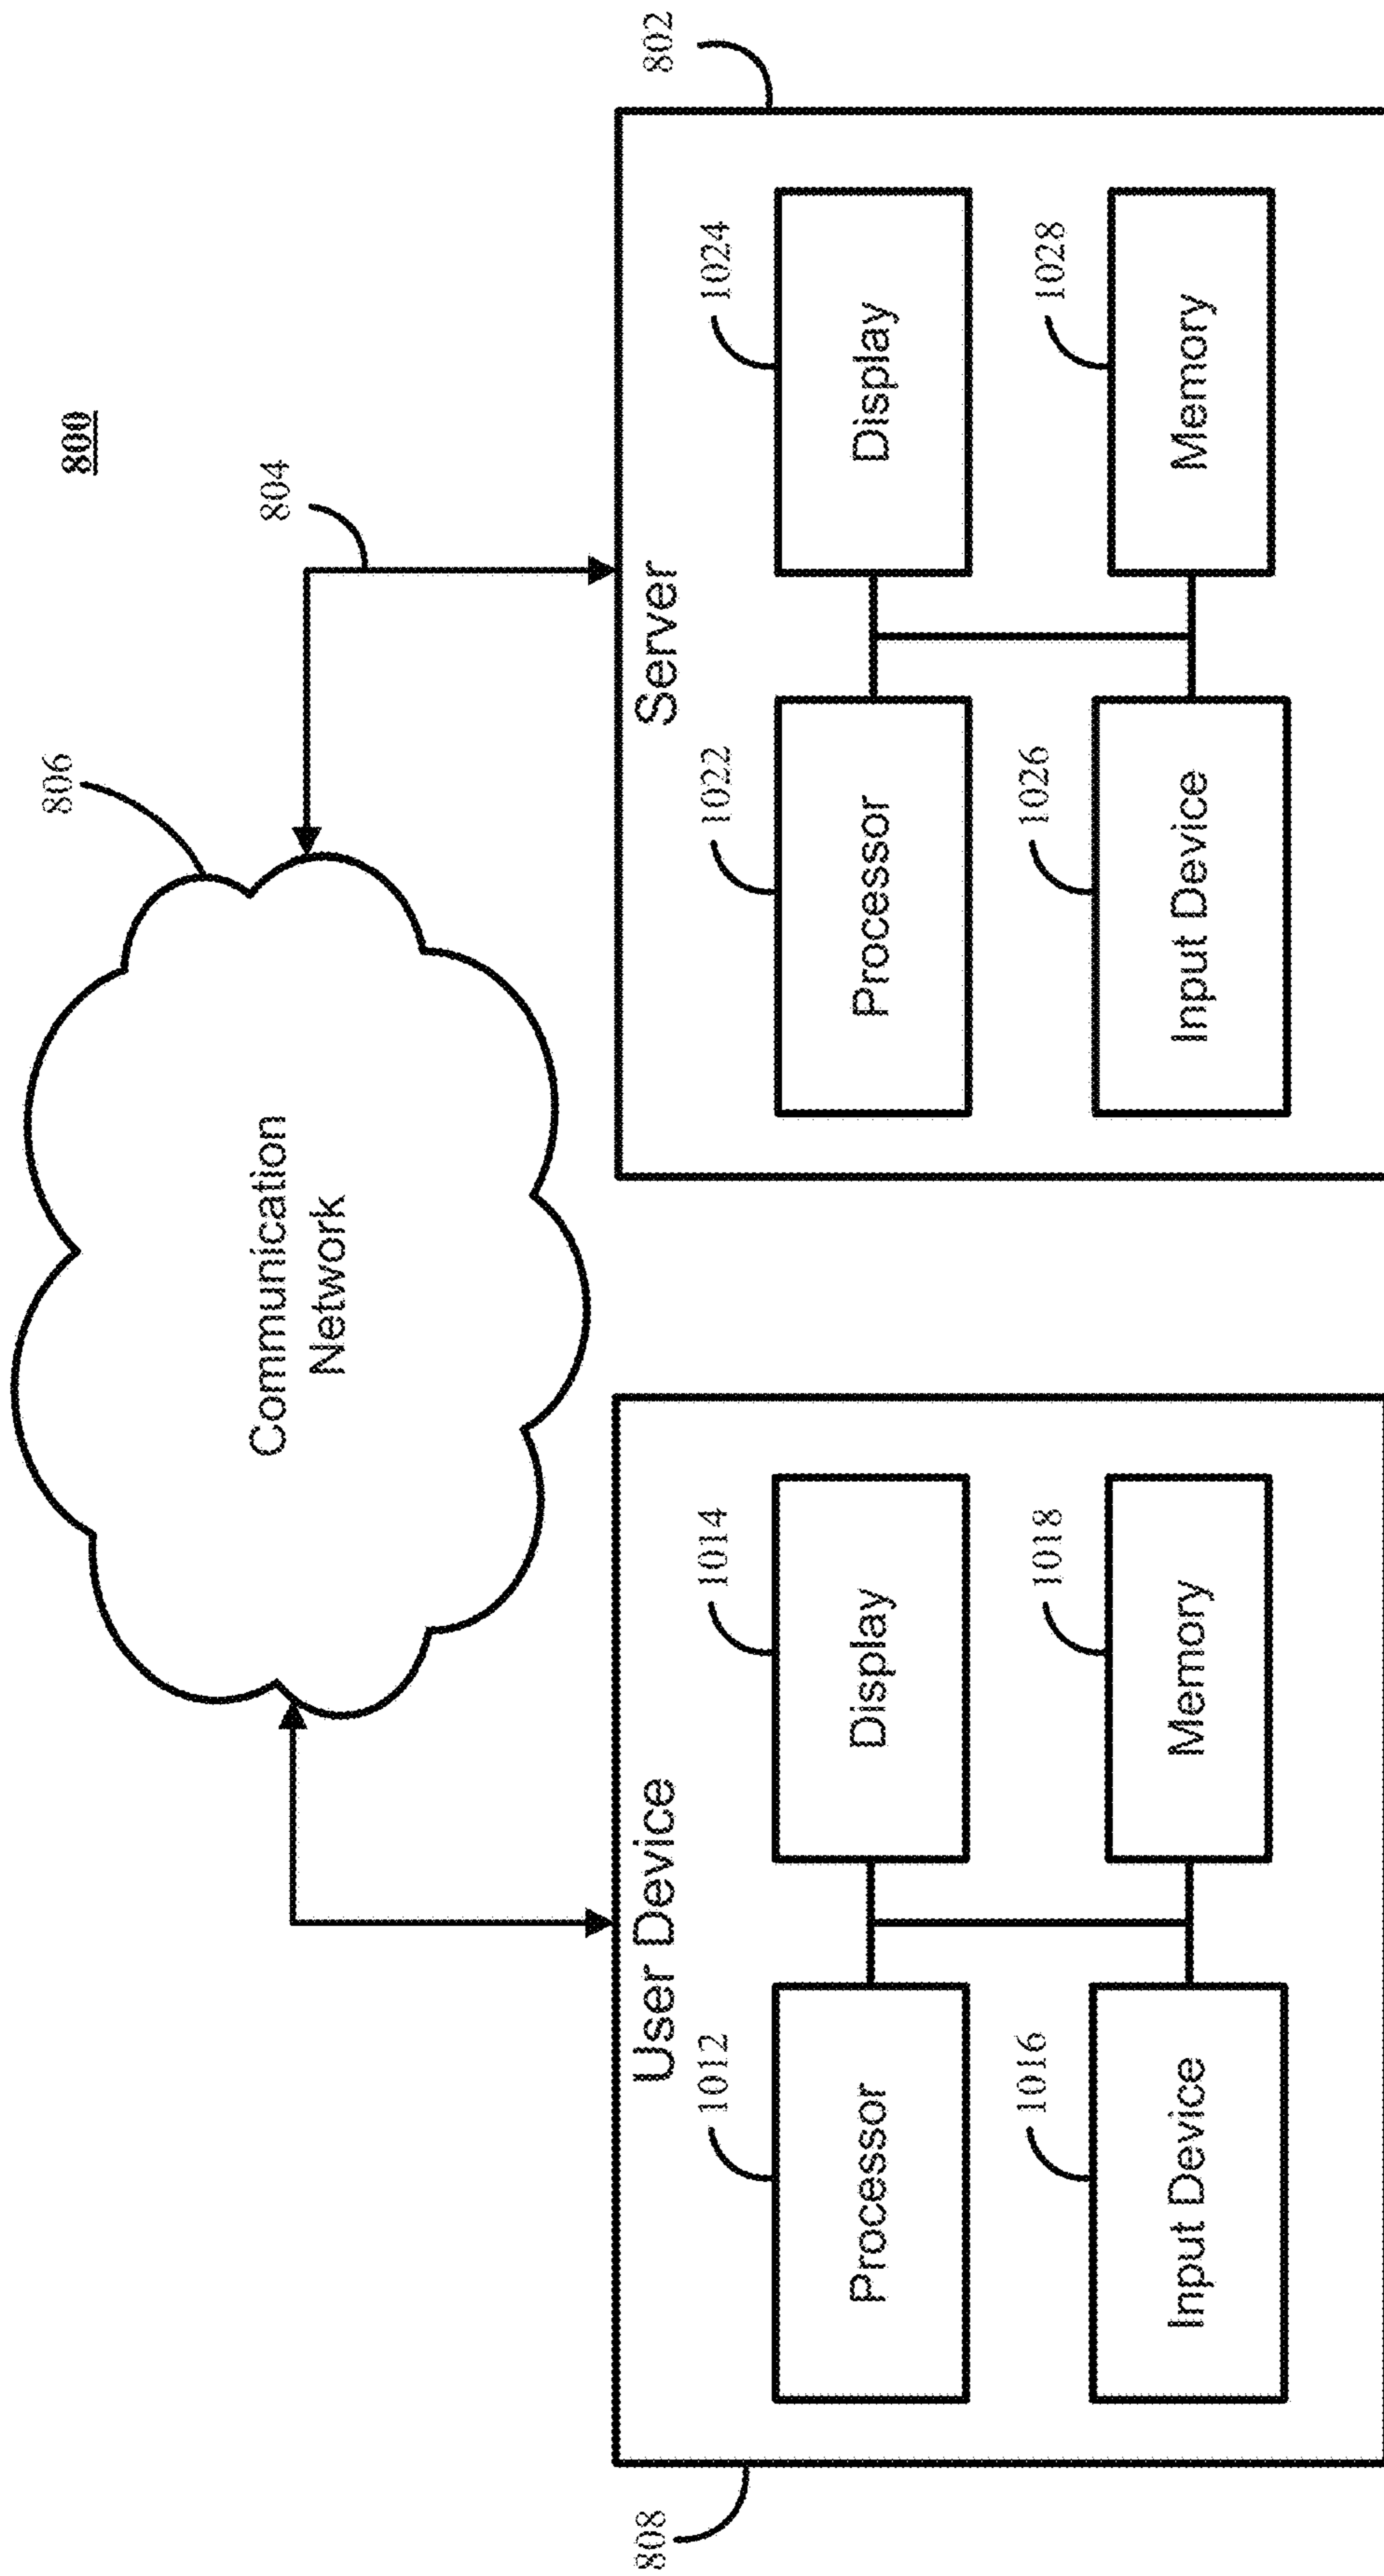 800
806
804
Communication
Network
808
User Device
802
Server
1012
Processor
1014
Display
1016
Input Device
1018
Memory
1022
Processor
1024
Display
1026
Input Device
1028
Memory